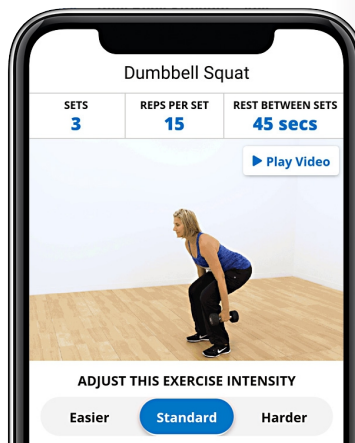 Dumbbell Squat
SETS
3
REPS PER SET
15
REST BETWEEN SETS
45 secs
Play Video
ADJUST THIS EXERCISE INTENSITY
Easier
Standard
Harder